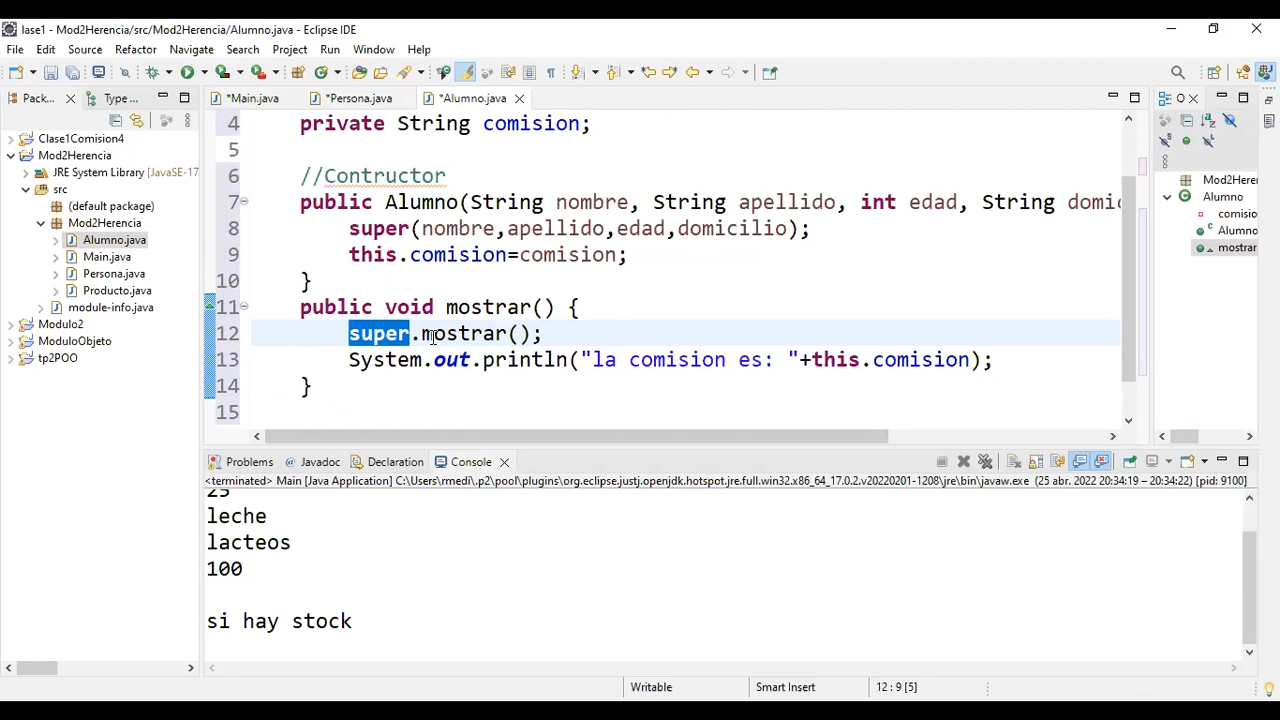 lase1 - Mod2Herencia/src/Mod2Herencia/Alumno.java - Eclipse IDE
File Edit Source Refactor Navigate Search Project Run Window Help
Pack... Type ... *Main.java *Persona.java *Alumno.java
Clase1Comision4
Mod2Herencia
JRE System Library [JavaSE-17
src
(default package)
Mod2Herencia
Alumno.java
Main.java
Persona.java
Producto.java
module-info.java
Modulo2
ModuloObjeto
tp2POO
4 private String comision;
5
6 //Contructor
7 public Alumno(String nombre, String apellido, int edad, String domic
8 super(nombre,apellido,edad,domicilio);
9 this.comision=comision;
10 }
11 public void mostrar() {
12 super.mostrar();
13 System.out.println("la comision es: "+this.comision);
14 }
15
O
Mod2Herer
Alumno
comisio
Alumno
mostrar
Problems Javadoc Declaration Console
<terminated> Main [Java Application] C:\Users\rmedi\.p2\pool\plugins\org.eclipse.justj.openjdk.hotspot.jre.full.win32.x86_64_17.0.2.v20220201-1208\jre\bin\javaw.exe (25 abr. 2022 20:34:19 – 20:34:22) [pid: 9100]
25
leche
lacteos
100
si hay stock
Writable Smart Insert 12 : 9 [5]